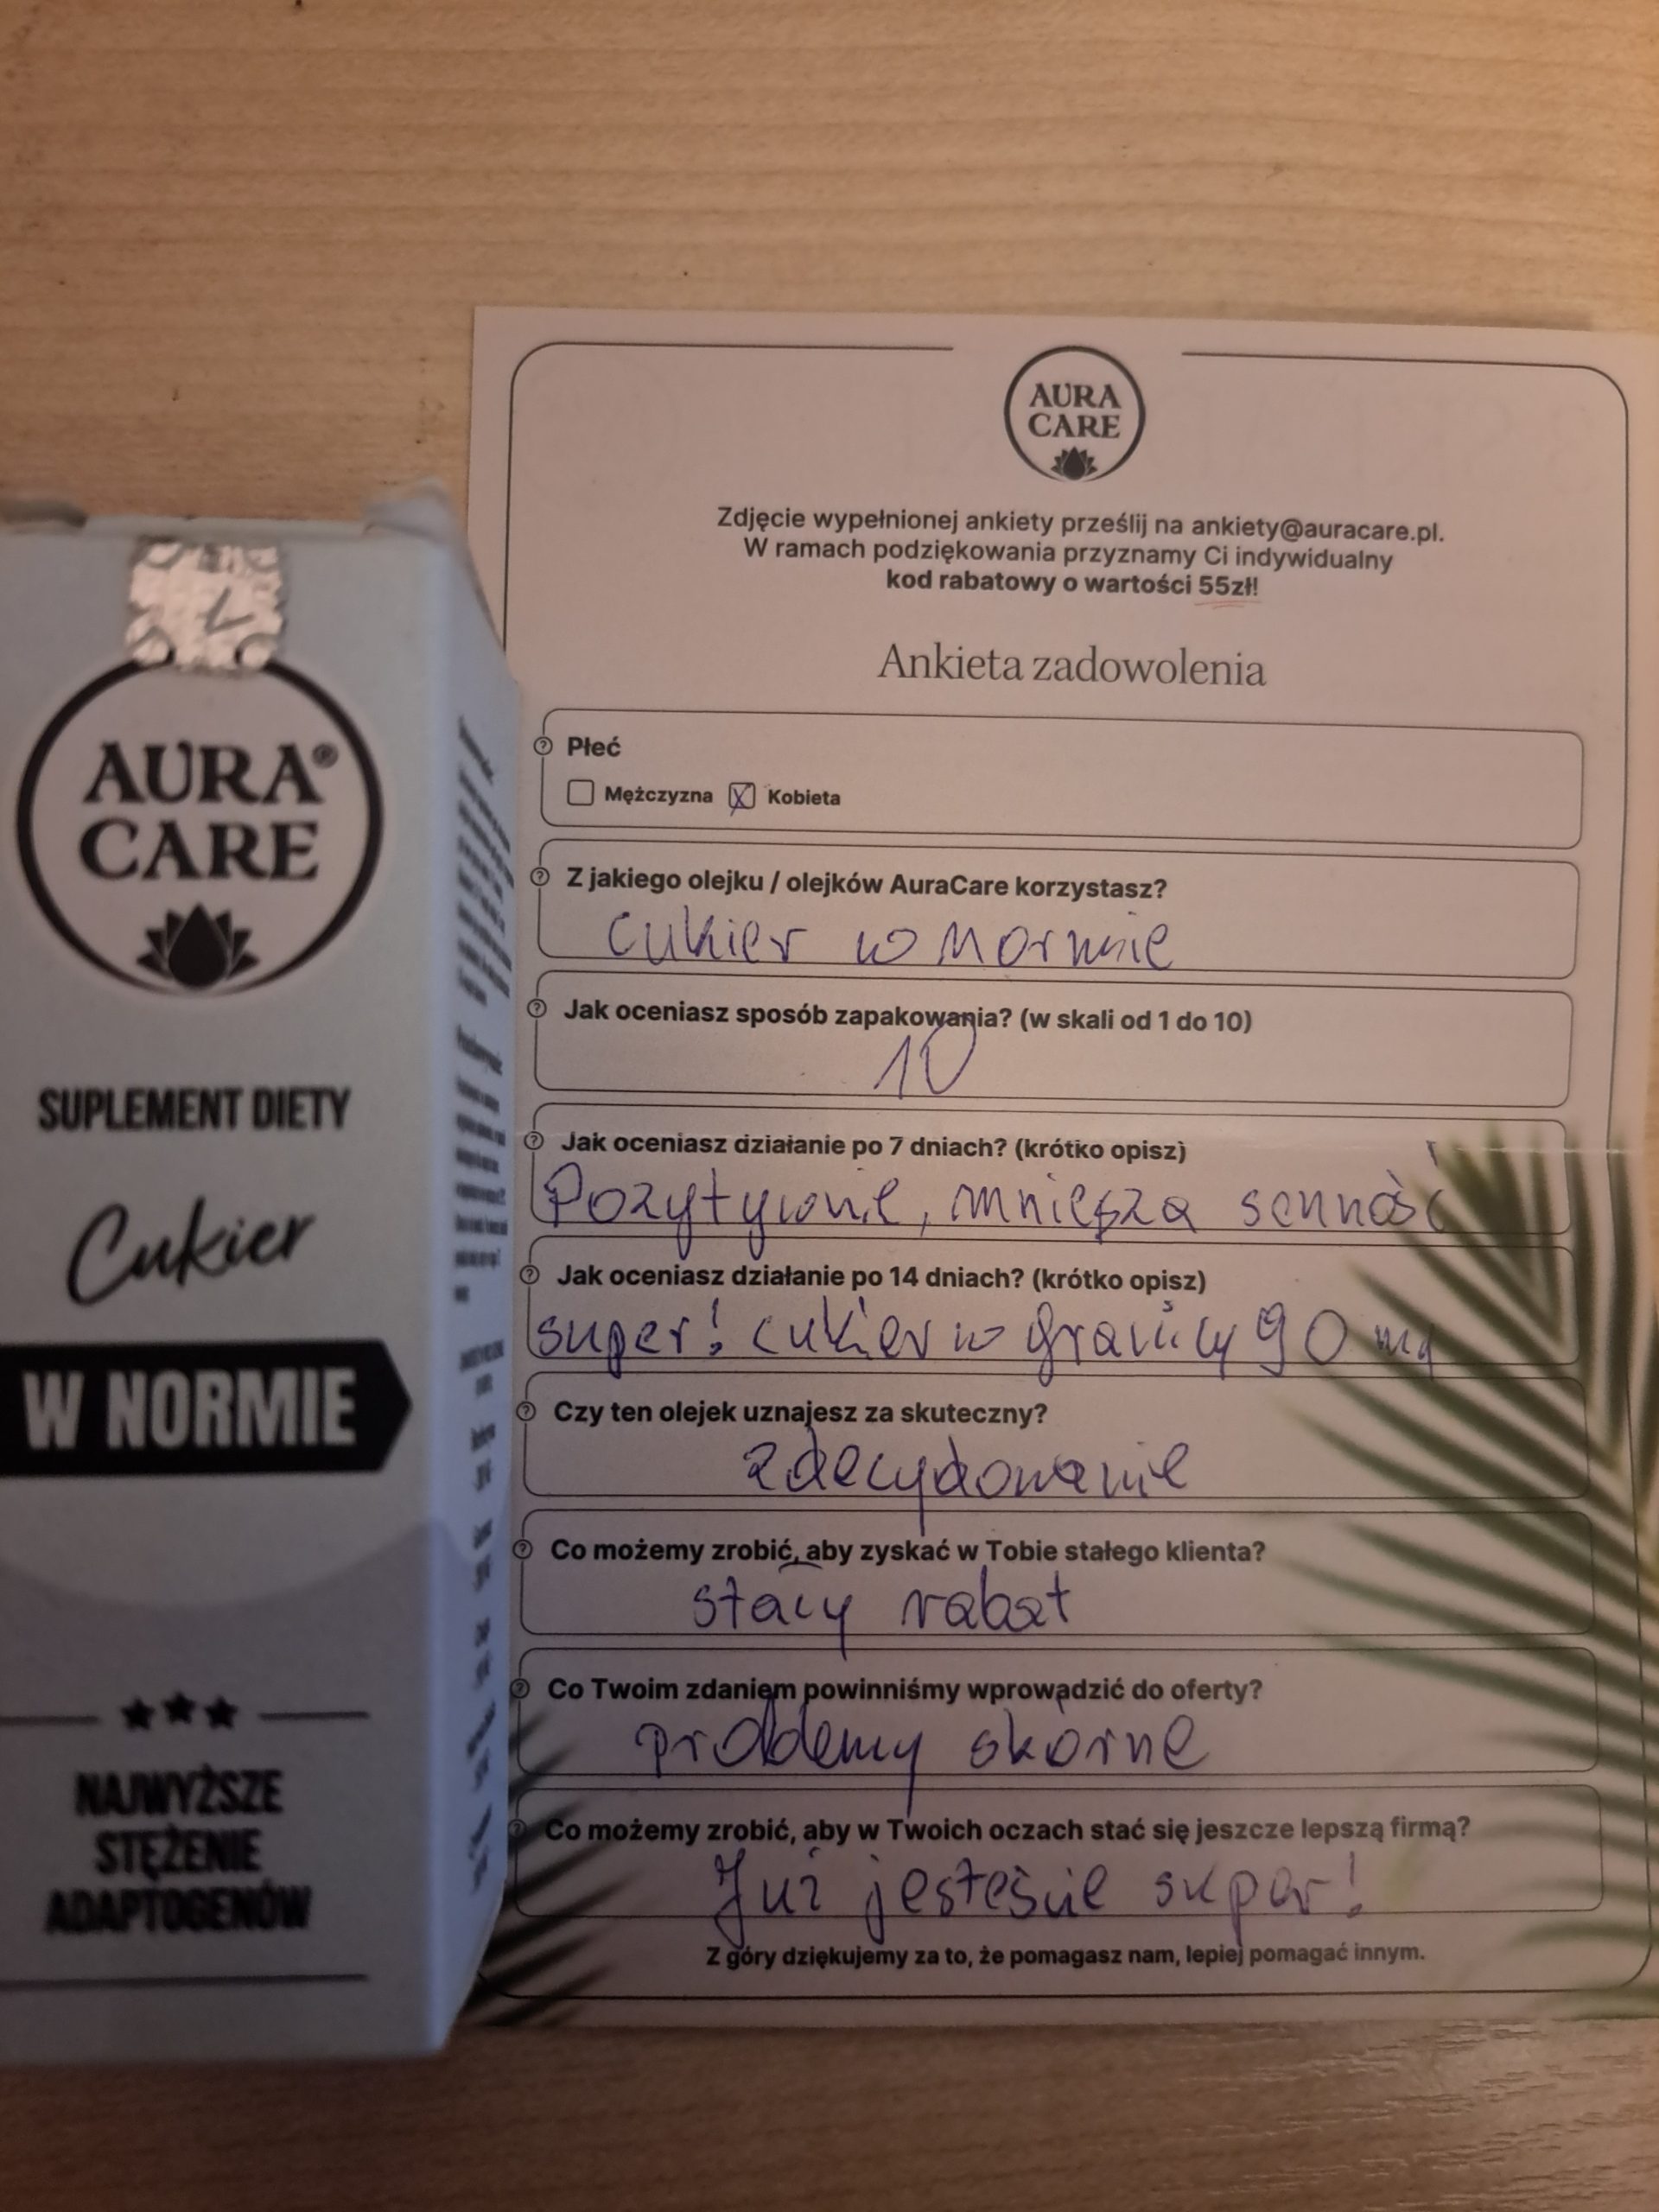 AURA®
CARE
SUPLEMENT DIETY
Cukier
W NORMIE
NAJWYŻSZE
STĘŻENIE
ADAPTOGENÓW
AURA
CARE
Zdjęcie wypełnionej ankiety prześlij na ankiety@auracare.pl.
W ramach podziękowania przyznamy Ci indywidualny
kod rabatowy o wartości 55zł!
Ankieta zadowolenia
Płeć
Mężczyzna Kobieta
Z jakiego olejku / olejków AuraCare korzystasz?
cukier w normie
Jak oceniasz sposób zapakowania? (w skali od 1 do 10)
10
Jak oceniasz działanie po 7 dniach? (krótko opisz)
Pozytywnie, mniejsza senność
Jak oceniasz działanie po 14 dniach? (krótko opisz)
super! cukier w granicy 90 mg
Czy ten olejek uznajesz za skuteczny?
zdecydowanie
Co możemy zrobić, aby zyskać w Tobie stałego klienta?
stały rabat
Co Twoim zdaniem powinniśmy wprowadzić do oferty?
problemy skórne
Co możemy zrobić, aby w Twoich oczach stać się jeszcze lepszą firmą?
Już jesteście super!
Z góry dziękujemy za to, że pomagasz nam, lepiej pomagać innym.